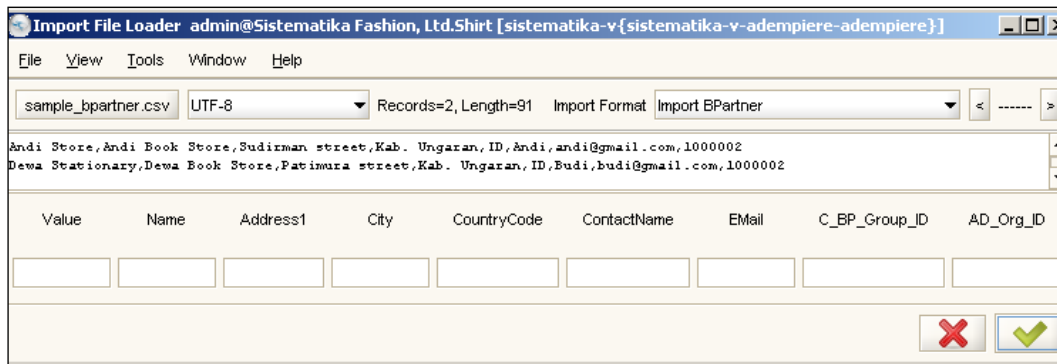 Import File Loader admin@Sistematika Fashion, Ltd.Shirt [sistematika-v{sistematika-v-adempiere-adempiere}]
File View Tools Window Help
sample_bpartner.csv UTF-8 Records=2, Length=91 Import Format Import BPartner < ------ >
Andi Store,Andi Book Store,Sudirman street,Kab. Ungaran,ID,Andi,andi@gmail.com,1000002
Dewa Stationary,Dewa Book Store,Patimura street,Kab. Ungaran,ID,Budi,budi@gmail.com,1000002
Value Name Address1 City CountryCode ContactName EMail C_BP_Group_ID AD_Org_ID